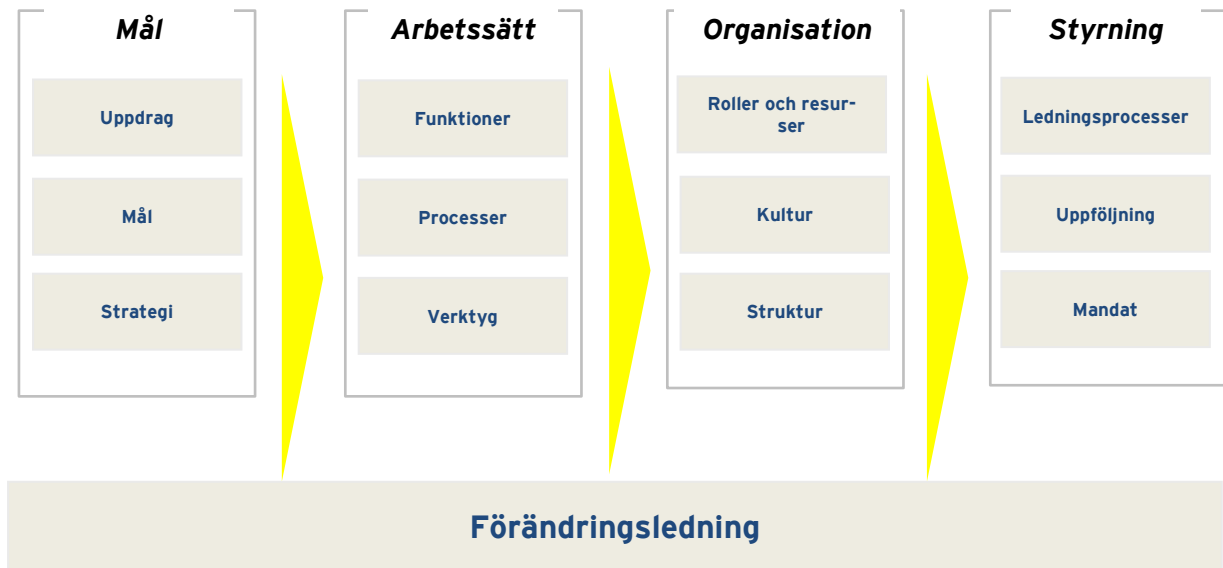 Mål
Uppdrag
Mål
Strategi
Arbetssätt
Funktioner
Processer
Verktyg
Organisation
Roller och resur-
ser
Kultur
Struktur
Styrning
Ledningsprocesser
Uppföljning
Mandat
Förändringsledning